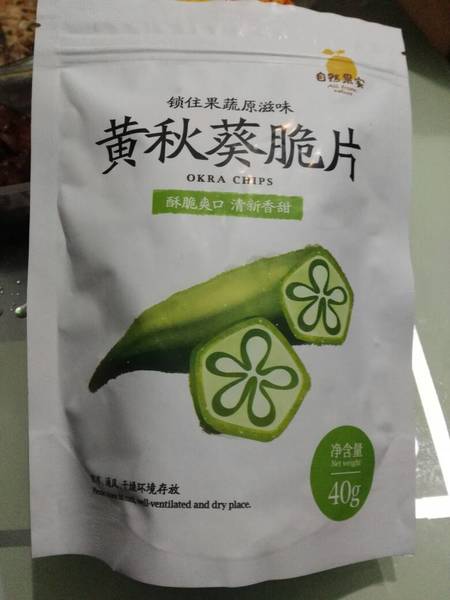 自然果实
锁住果蔬原滋味
黄秋葵脆片
OKRA CHIPS
酥脆爽口 清新香甜
净含量
Net weight
40g
通风、干燥环境存放
well-ventilated and dry place.